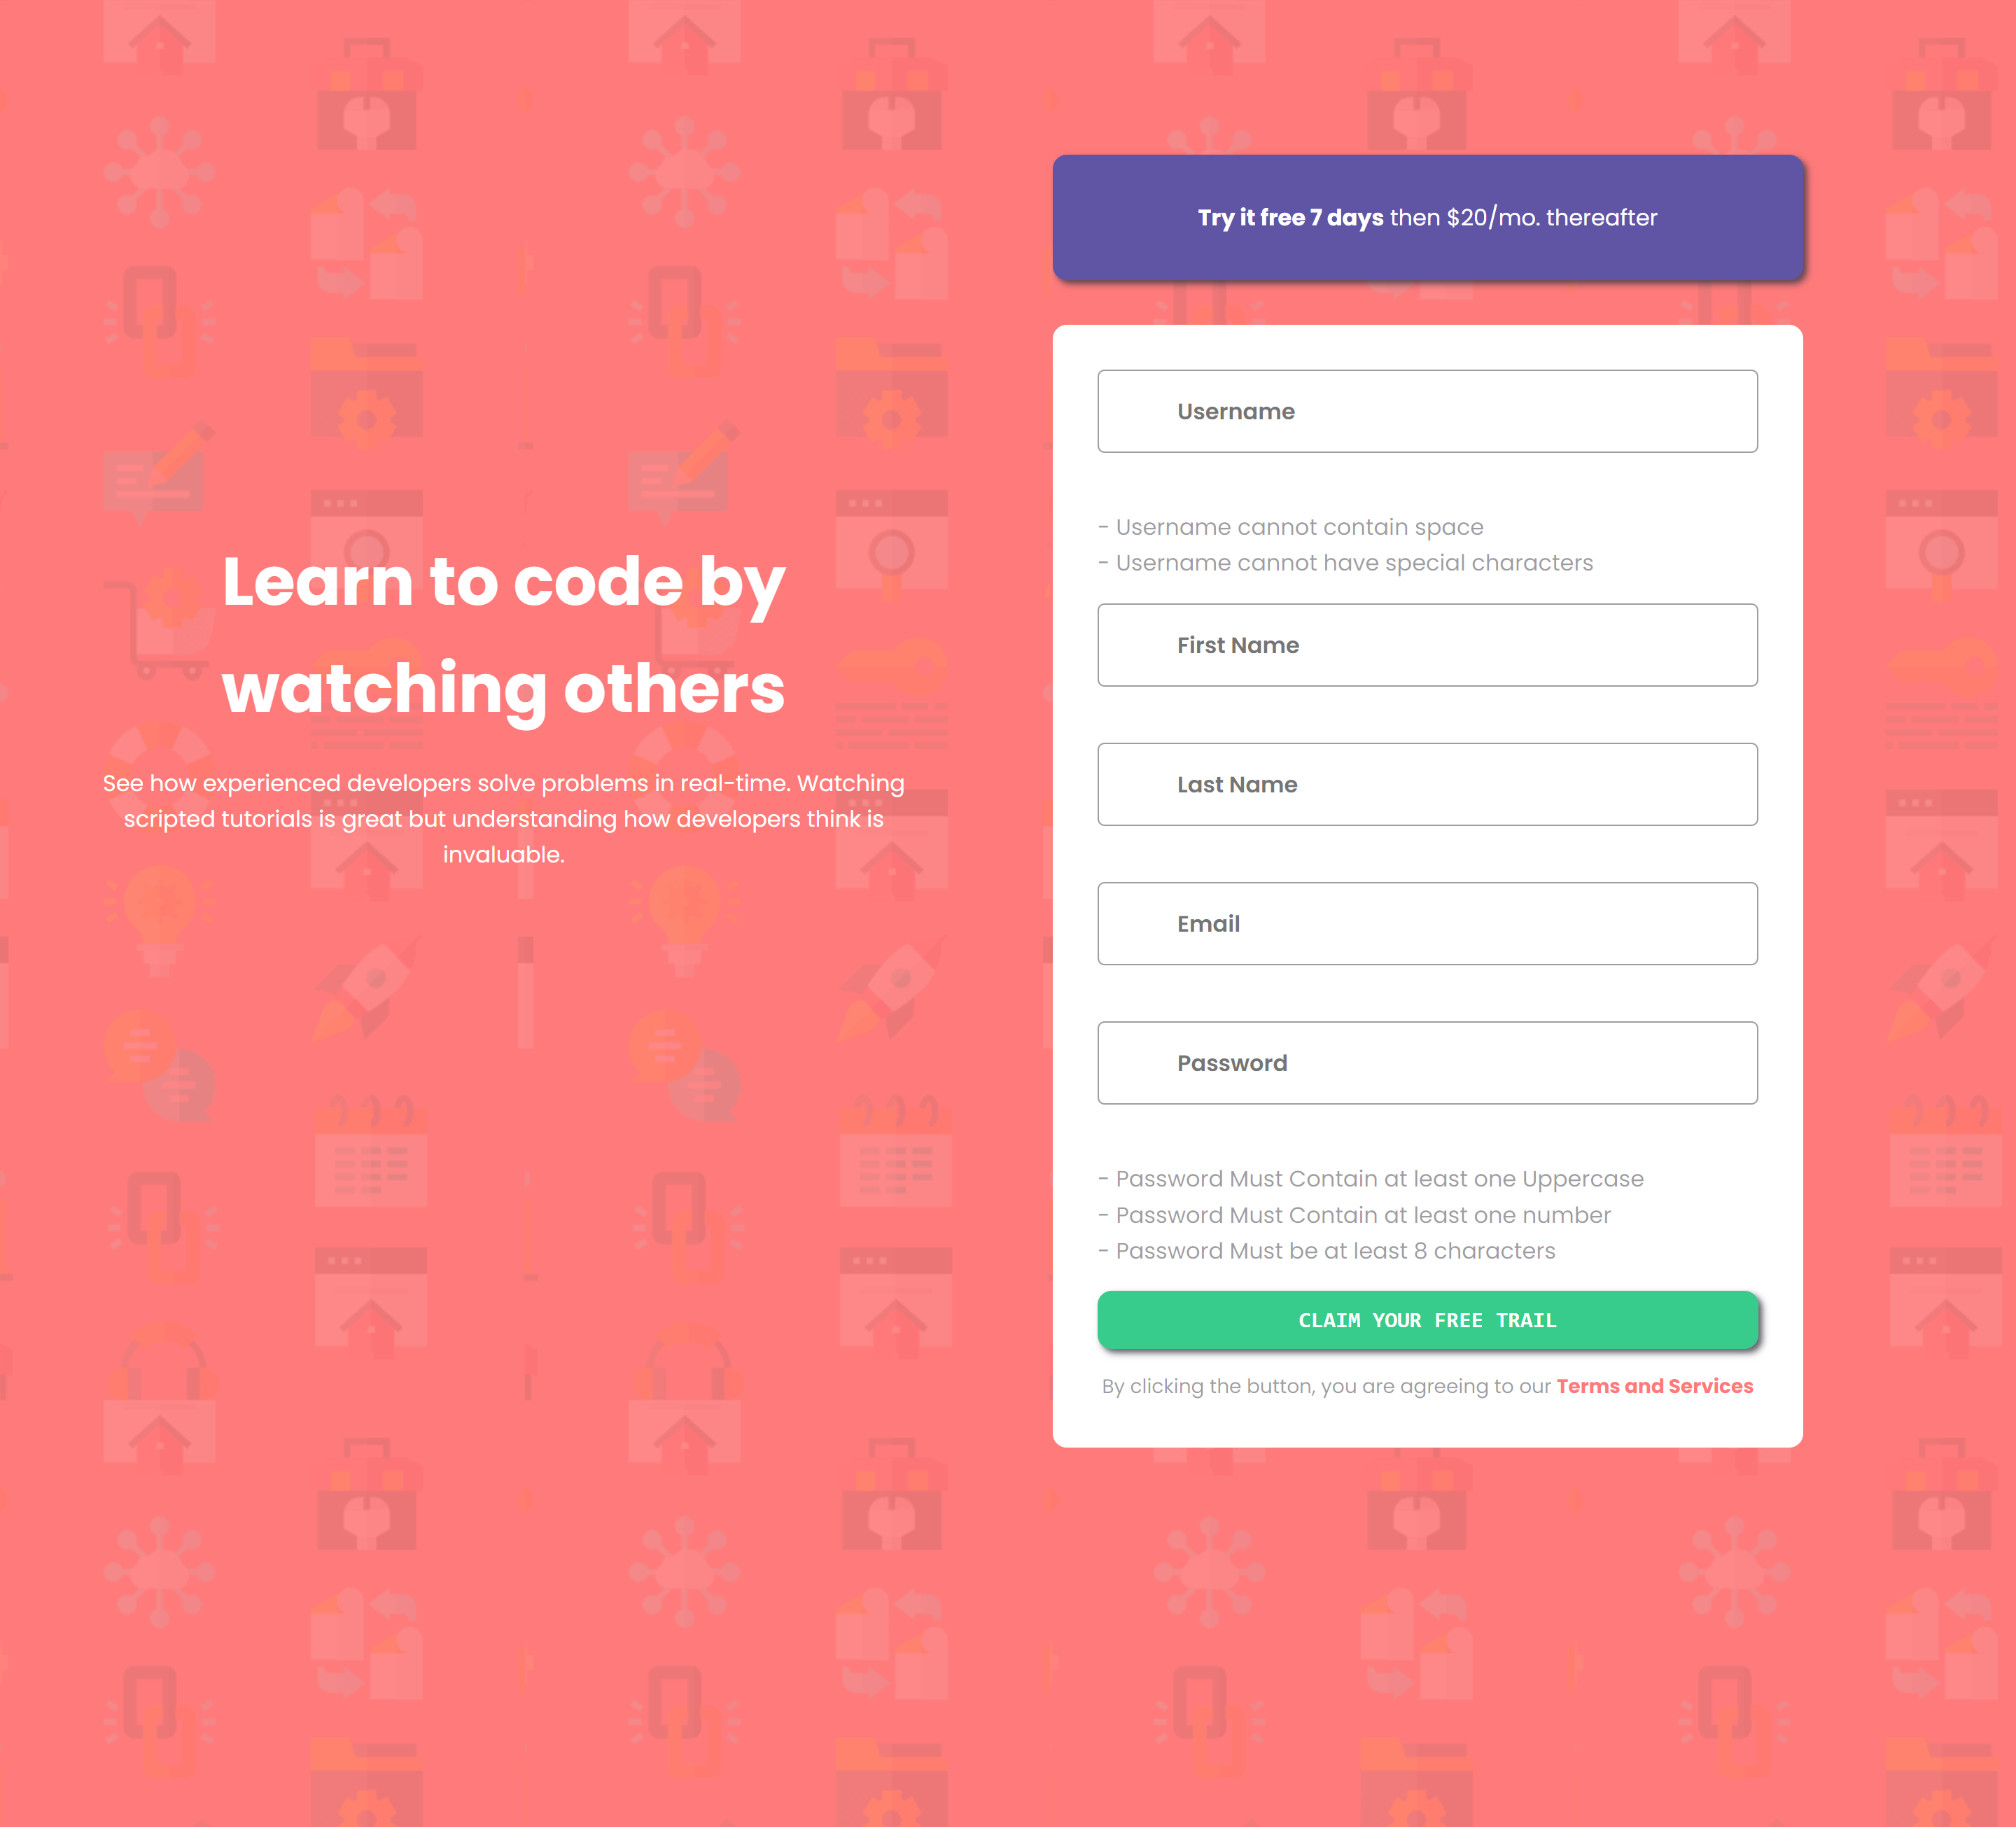 Learn to code by
watching others
See how experienced developers solve problems in real-time. Watching
scripted tutorials is great but understanding how developers think is
invaluable.
Try it free 7 days then $20/mo. thereafter
Username
- Username cannot contain space
- Username cannot have special characters
First Name
Last Name
Email
Password
- Password Must Contain at least one Uppercase
- Password Must Contain at least one number
- Password Must be at least 8 characters
CLAIM YOUR FREE TRAIL
By clicking the button, you are agreeing to our Terms and Services